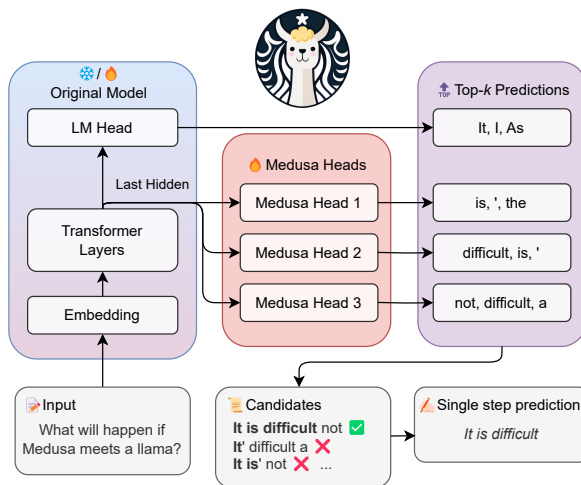 /
Original Model
TOP Top-k Predictions
LM Head
It, I, As
Medusa Heads
Last Hidden
Medusa Head 1
is, ', the
Transformer
Layers
Medusa Head 2
difficult, is, '
Medusa Head 3
not, difficult, a
Embedding
Input
What will happen if
Medusa meets a llama?
Candidates
It is difficult not
It' difficult a
It is' not ...
Single step prediction
It is difficult